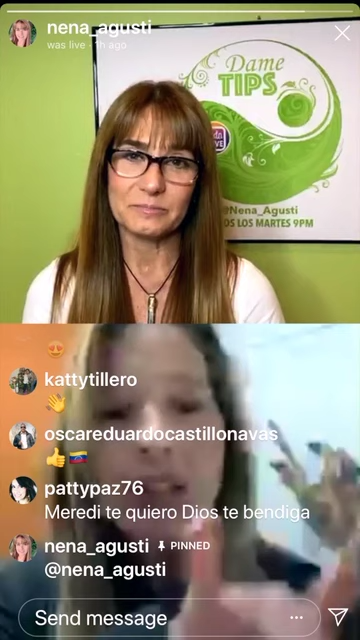 nena_agusti
was live · 1h ago
Dame
TIPS
@Nena_Agusti
OS LOS MARTES 9PM
kattytillero
👋
oscareduardocastillonavas
👍🇻🇪
pattypaz76
Meredi te quiero Dios te bendiga
nena_agusti PINNED
@nena_agusti
Send message